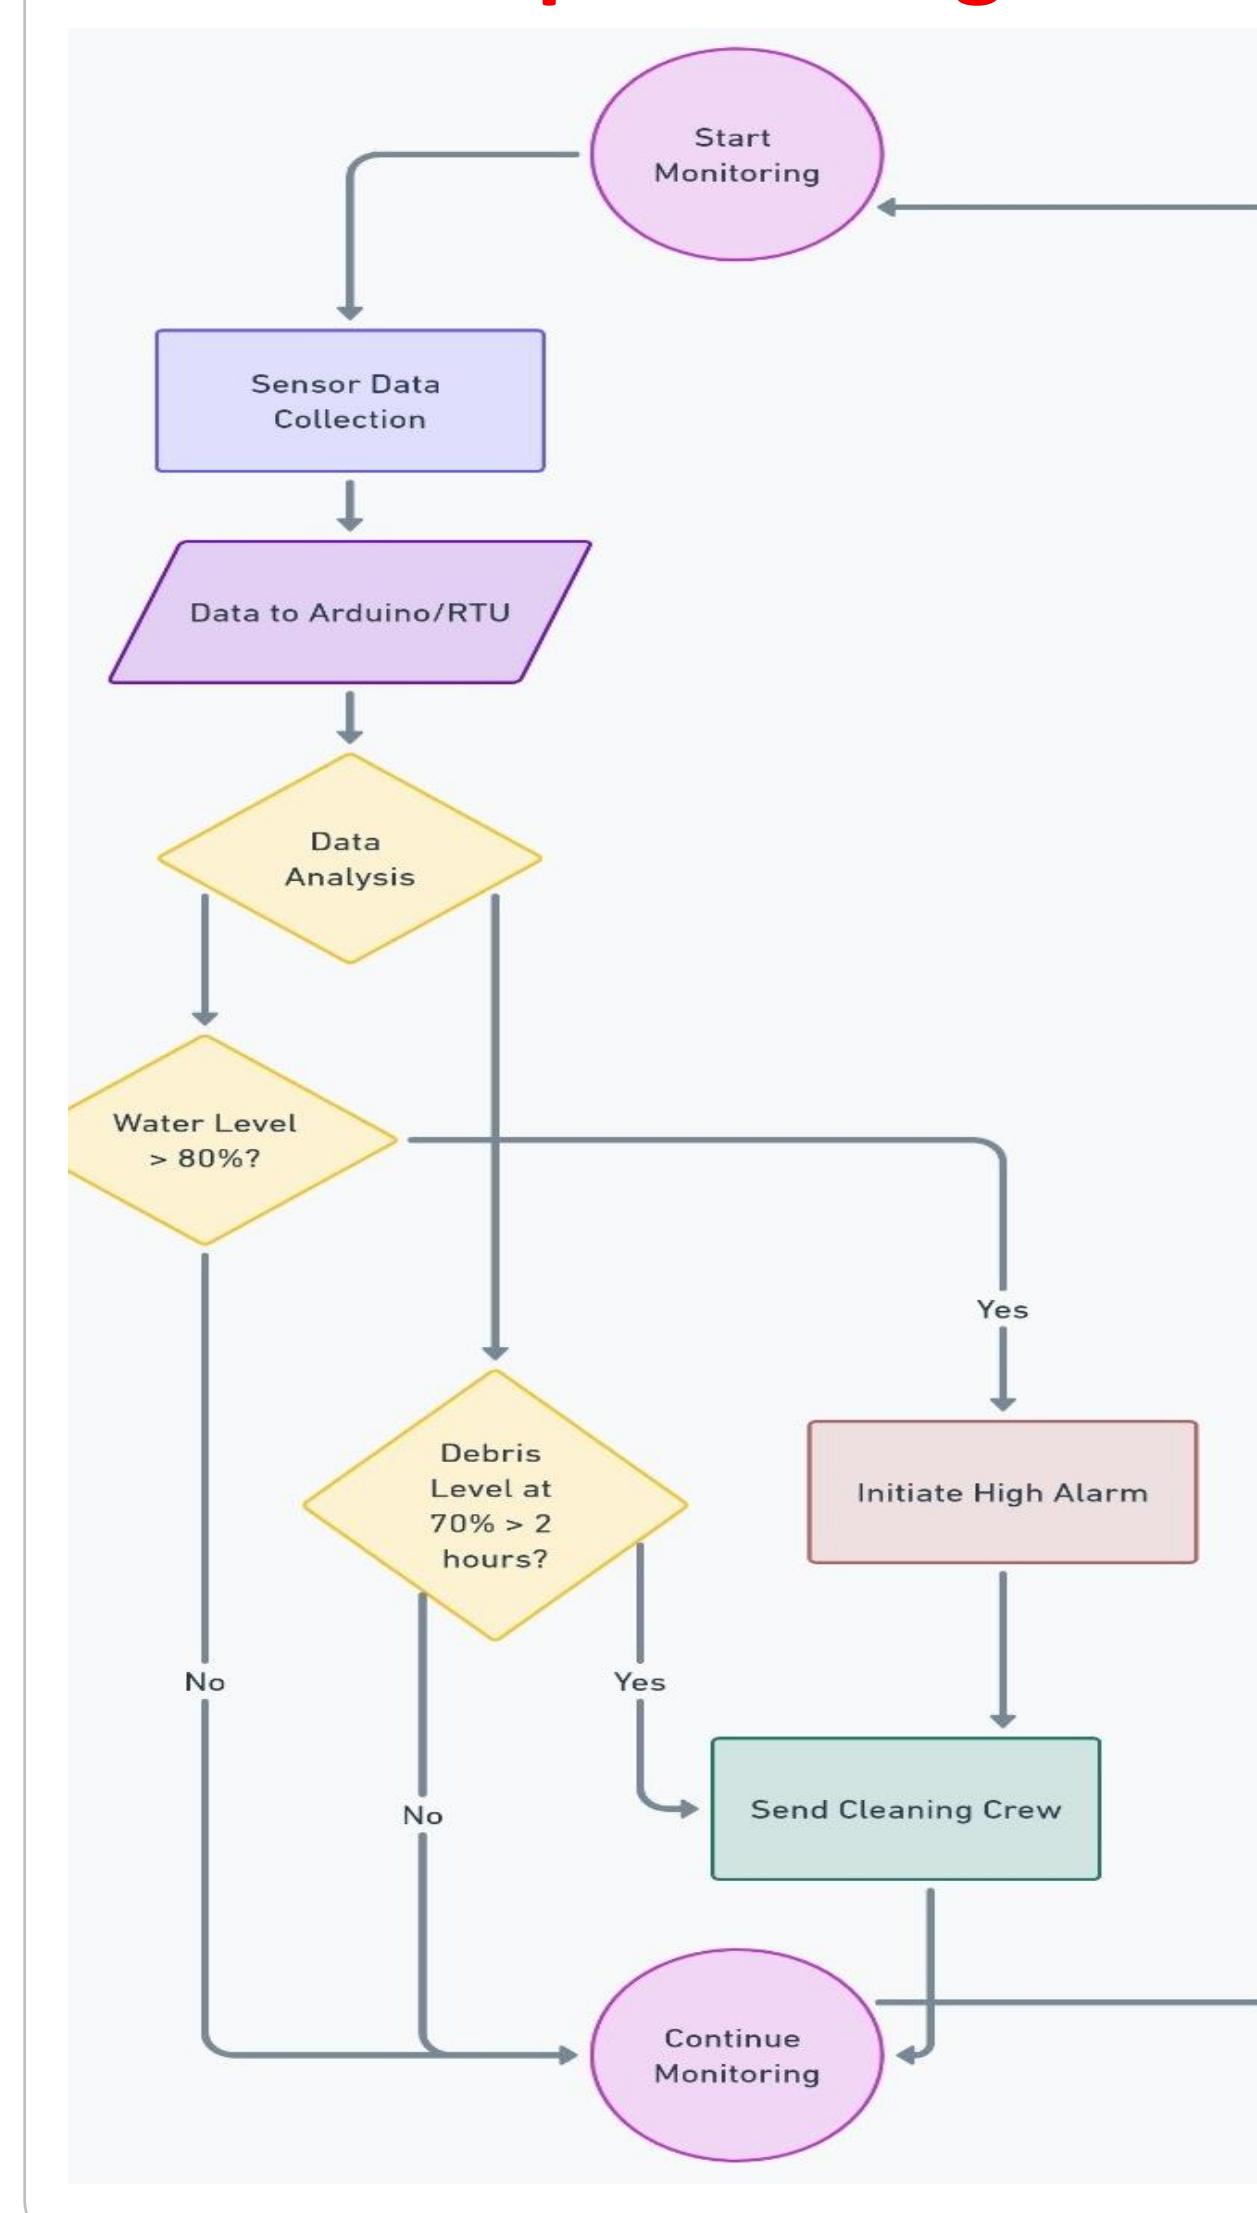 Start
Monitoring
Sensor Data
Collection
Data to Arduino/RTU
Data
Analysis
Water Level
> 80%?
Yes
Debris
Level at
70% > 2
hours?
Initiate High Alarm
No
Yes
No
Send Cleaning Crew
Continue
Monitoring